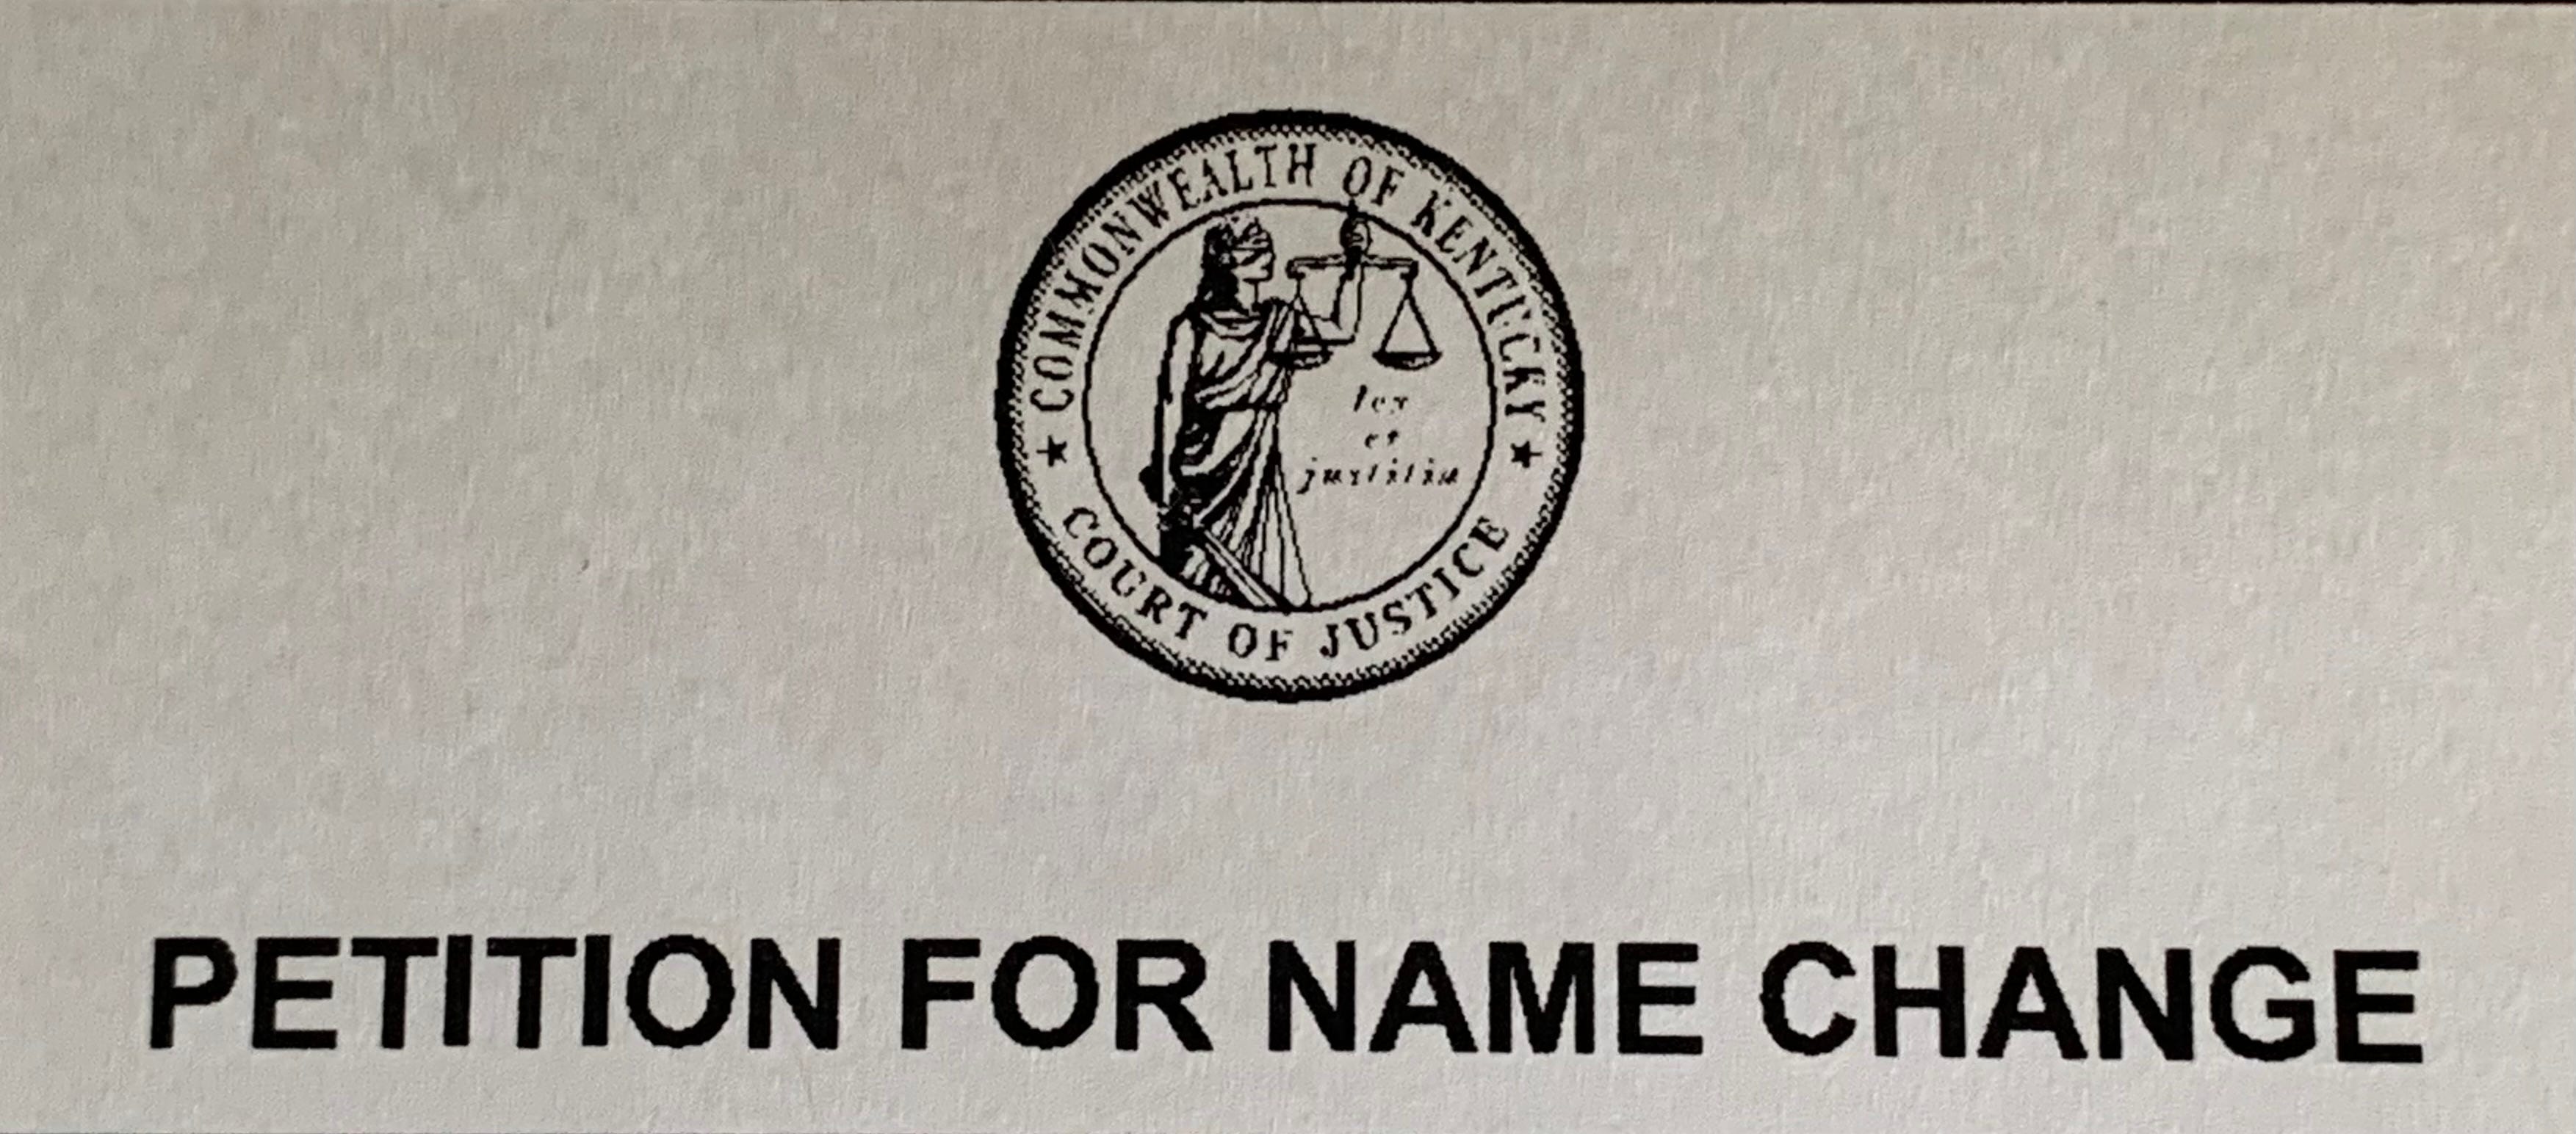 COMMONWEALTH OF KENTUCKY
lex
et
justitia
COURT OF JUSTICE
PETITION FOR NAME CHANGE